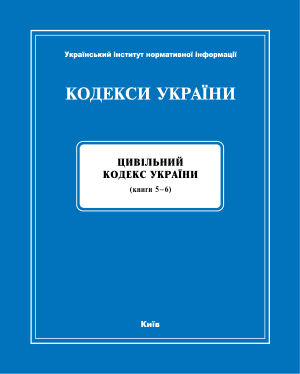 Український інститут нормативної інформації
КОДЕКСИ УКРАЇНИ
ЦИВІЛЬНИЙ
КОДЕКС УКРАЇНИ
(книги 5–6)
Київ